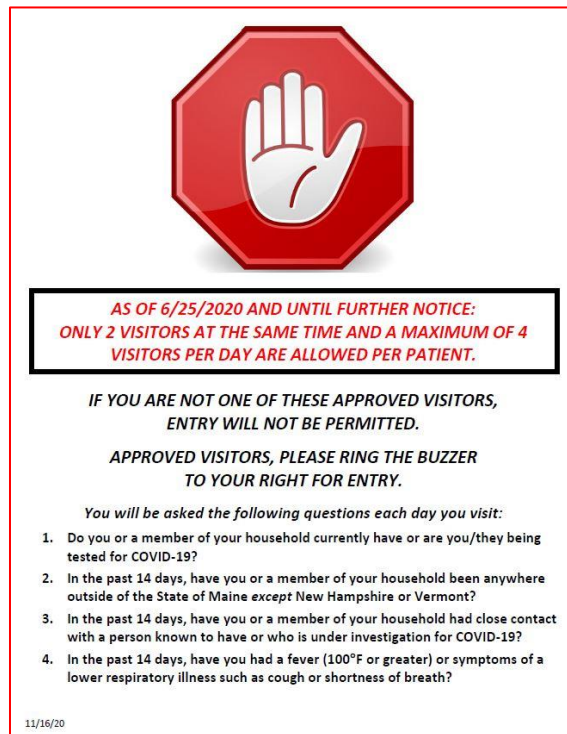 AS OF 6/25/2020 AND UNTIL FURTHER NOTICE:
ONLY 2 VISITORS AT THE SAME TIME AND A MAXIMUM OF 4
VISITORS PER DAY ARE ALLOWED PER PATIENT.
IF YOU ARE NOT ONE OF THESE APPROVED VISITORS,
ENTRY WILL NOT BE PERMITTED.
APPROVED VISITORS, PLEASE RING THE BUZZER
TO YOUR RIGHT FOR ENTRY.
You will be asked the following questions each day you visit:
1. Do you or a member of your household currently have or are you/they being
tested for COVID-19?
2. In the past 14 days, have you or a member of your household been anywhere
outside of the State of Maine except New Hampshire or Vermont?
3. In the past 14 days, have you or a member of your household had close contact
with a person known to have or who is under investigation for COVID-19?
4. In the past 14 days, have you had a fever (100°F or greater) or symptoms of a
lower respiratory illness such as cough or shortness of breath?
11/16/20